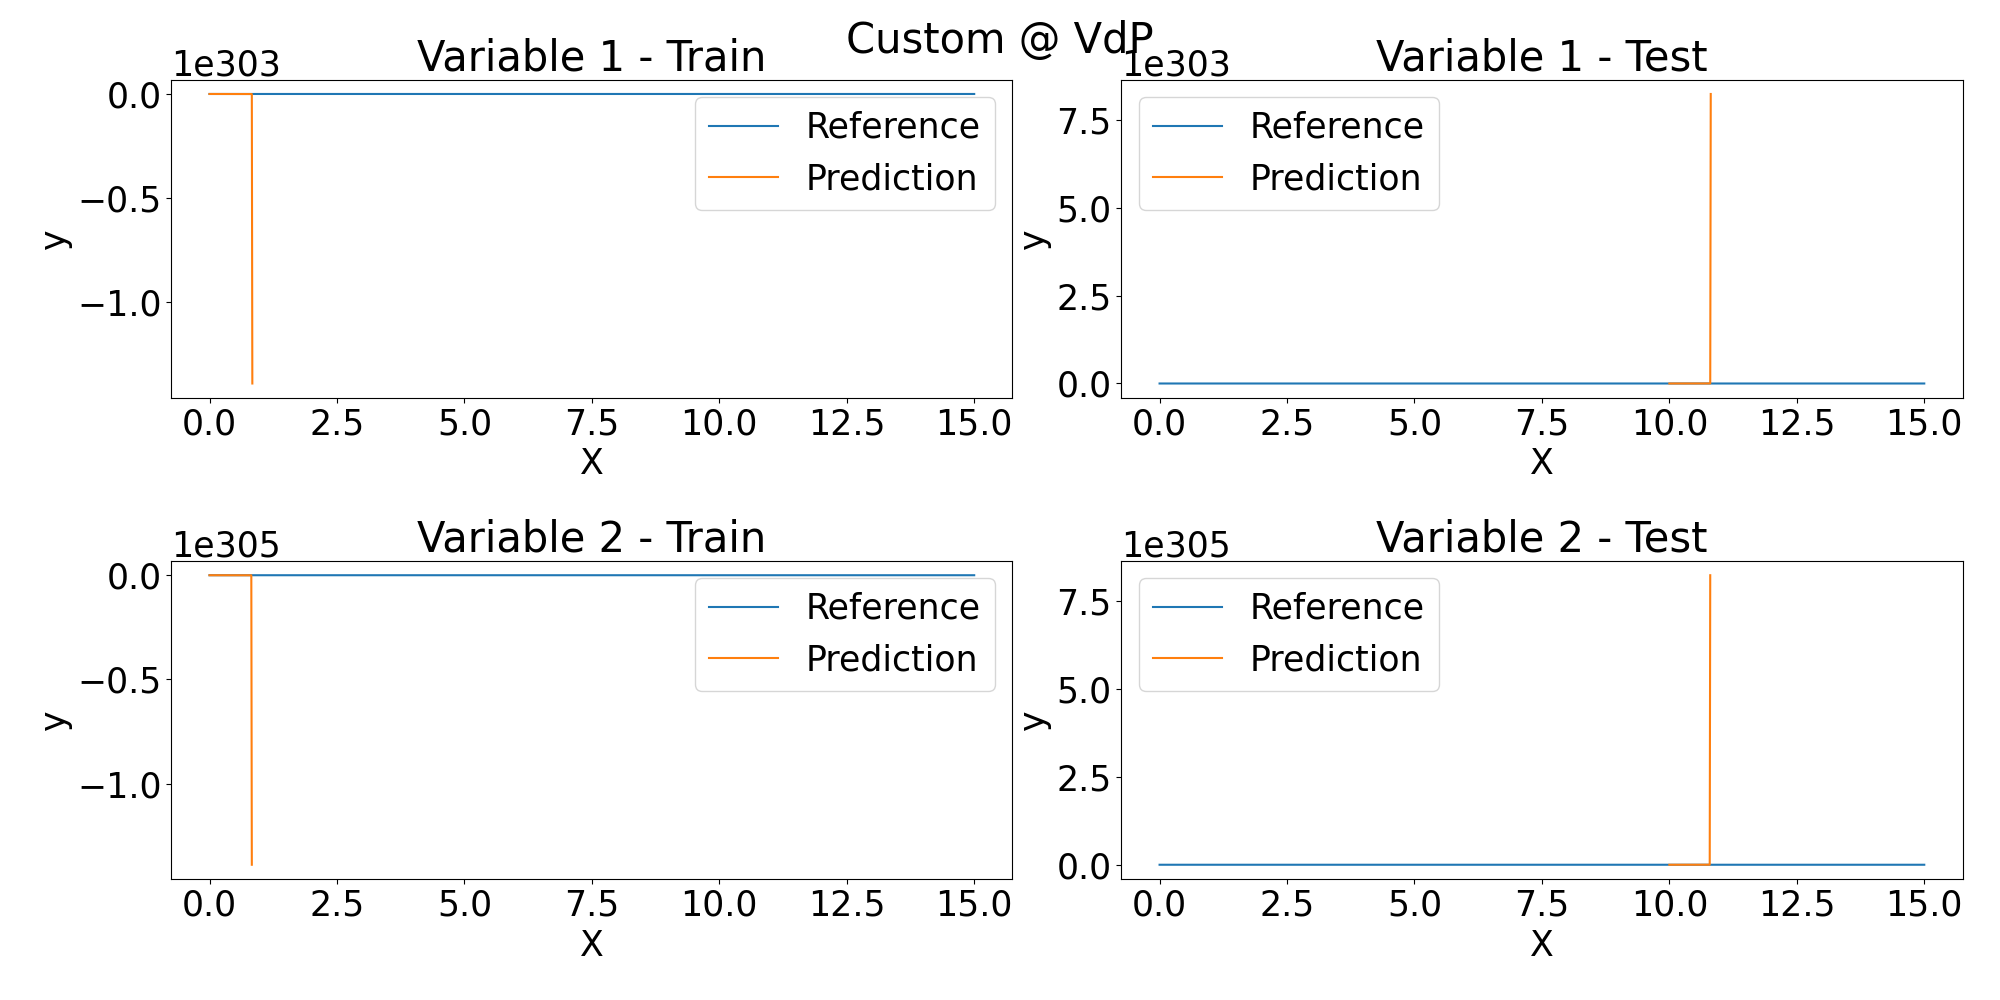 Custom @ VdP
Variable 1 - Train
1e303
0.0
−0.5
−1.0
y
Reference
Prediction
0.0 2.5 5.0 7.5 10.0 12.5 15.0
X
Variable 1 - Test
1e303
7.5
5.0
2.5
0.0
y
Reference
Prediction
0.0 2.5 5.0 7.5 10.0 12.5 15.0
X
Variable 2 - Train
1e305
0.0
−0.5
−1.0
y
Reference
Prediction
0.0 2.5 5.0 7.5 10.0 12.5 15.0
X
Variable 2 - Test
1e305
7.5
5.0
2.5
0.0
y
Reference
Prediction
0.0 2.5 5.0 7.5 10.0 12.5 15.0
X